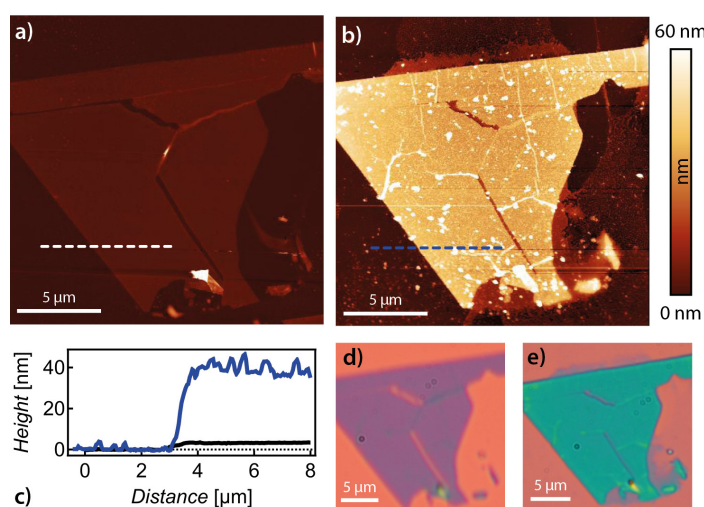 a)
5 µm
b)
5 µm
60 nm
nm
0 nm
Height [nm]
40
20
0
0
2
4
6
8
Distance [µm]
c)
d)
5 µm
e)
5 µm